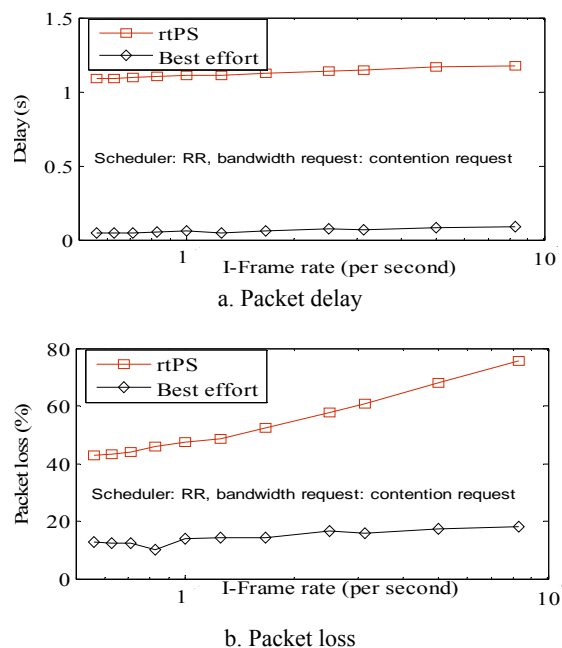 1.5
rtPS
Best effort
1
Delay (s)
Scheduler: RR, bandwidth request: contention request
0.5
0
1
10
I-Frame rate (per second)
a. Packet delay
80
rtPS
Best effort
60
Packet loss (%)
40
Scheduler: RR, bandwidth request: contention request
20
0
1
10
I-Frame rate (per second)
b. Packet loss